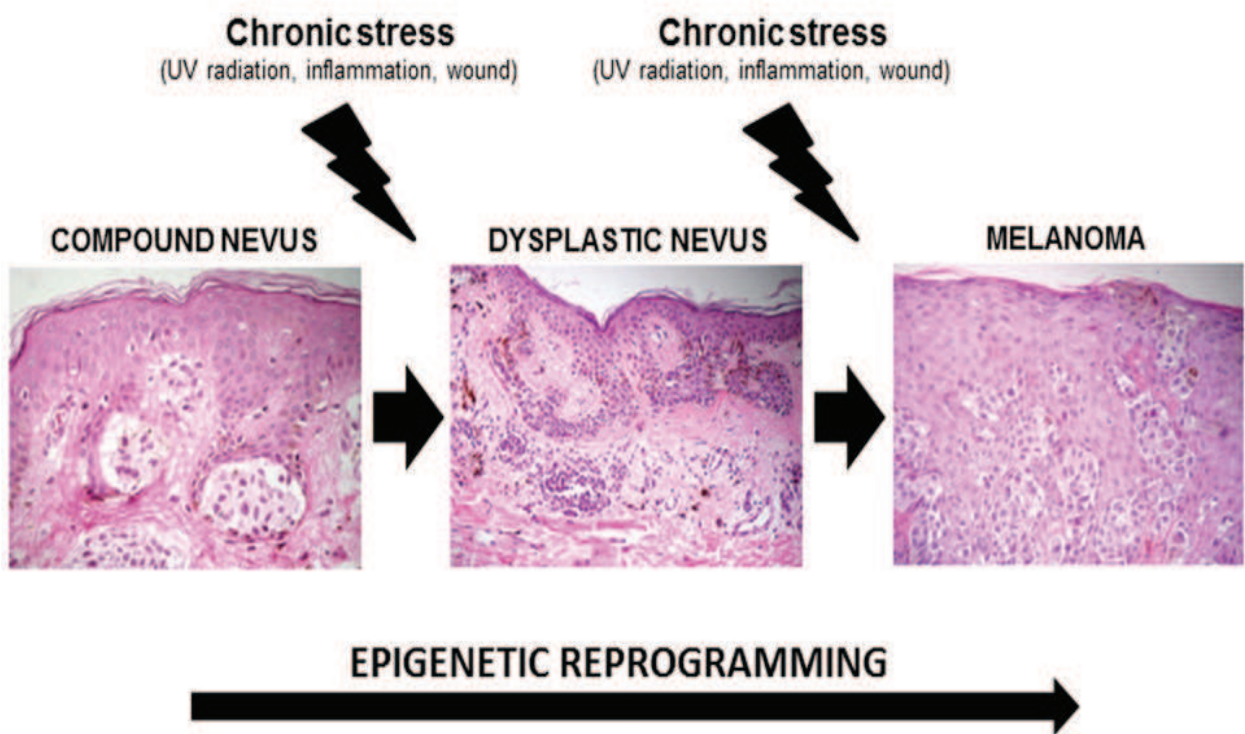 Chronic stress
(UV radiation, inflammation, wound)
Chronic stress
(UV radiation, inflammation, wound)
COMPOUND NEVUS
DYSPLASTIC NEVUS
MELANOMA
EPIGENETIC REPROGRAMMING